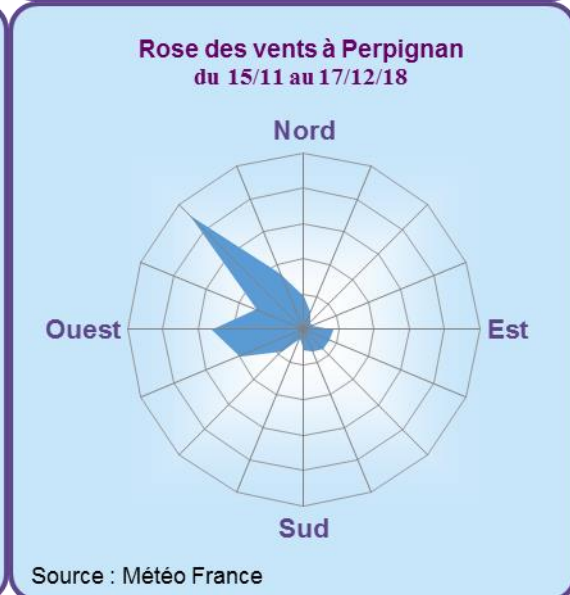 Rose des vents à Perpignan
du 15/11 au 17/12/18
Nord
Ouest
Est
Sud
Source : Météo France